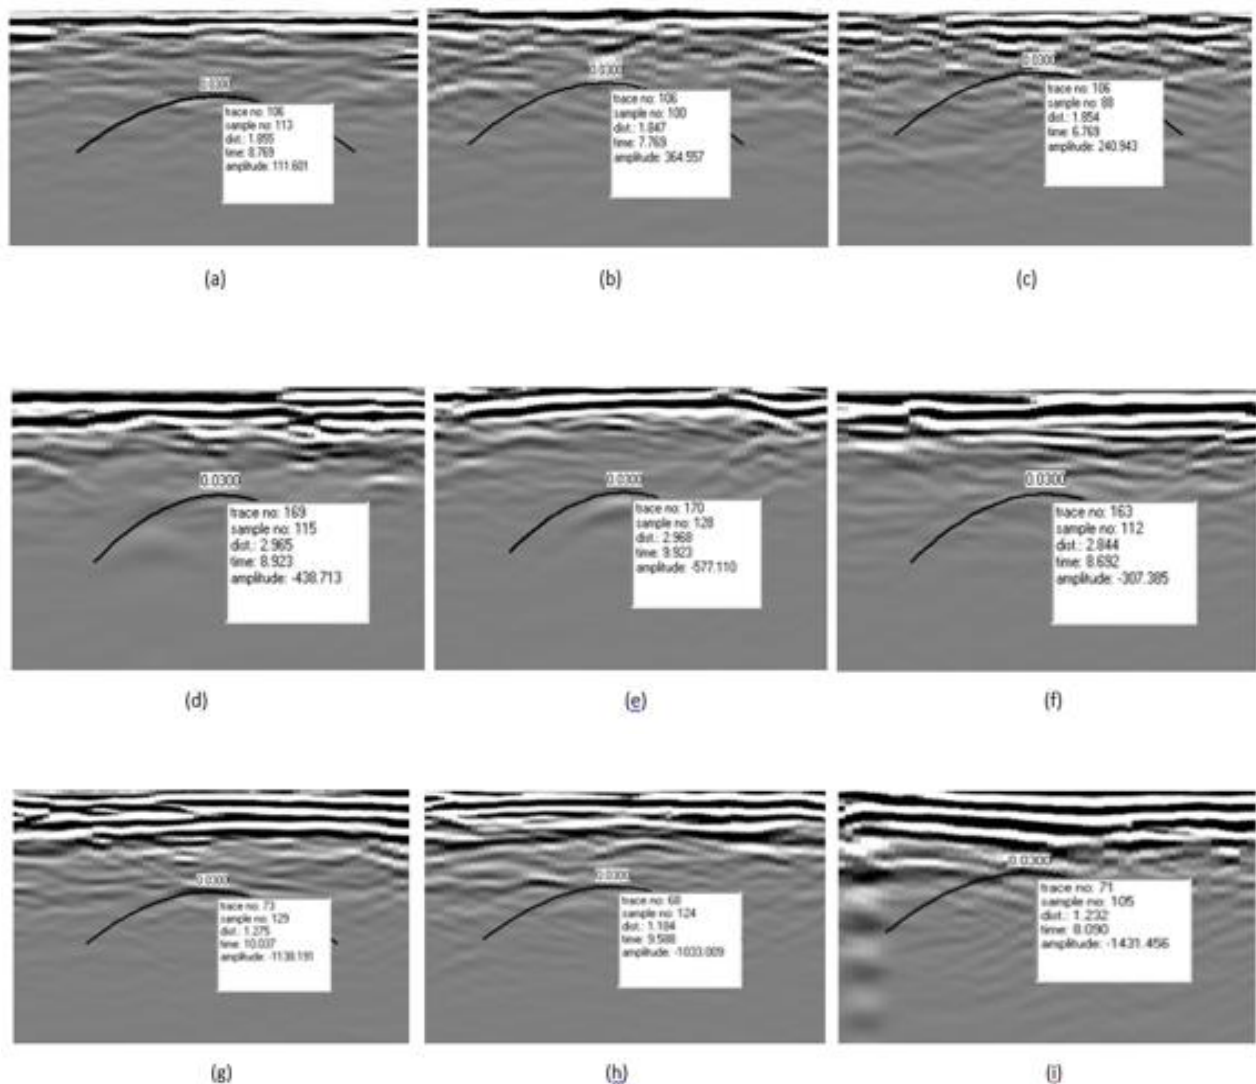 0.0300
trace no: 106
sample no: 113
dist.: 1.855
time: 8.769
amplitude: 111.601
(a)
0.0300
trace no: 106
sample no: 100
dist.: 1.847
time: 7.769
amplitude: 364.557
(b)
0.0300
trace no: 106
sample no: 88
dist.: 1.854
time: 6.769
amplitude: 240.943
(c)
0.0300
trace no: 169
sample no: 115
dist.: 2.965
time: 8.923
amplitude: -438.713
(d)
0.0300
trace no: 170
sample no: 128
dist.: 2.968
time: 9.923
amplitude: -577.110
(e)
0.0300
trace no: 163
sample no: 112
dist.: 2.844
time: 8.692
amplitude: -307.385
(f)
0.0300
trace no: 73
sample no: 129
dist.: 1.275
time: 10.037
amplitude: -1138.191
(g)
0.0300
trace no: 68
sample no: 124
dist.: 1.184
time: 9.588
amplitude: -1033.009
(h)
0.0300
trace no: 71
sample no: 105
dist.: 1.232
time: 8.090
amplitude: -1431.456
(i)